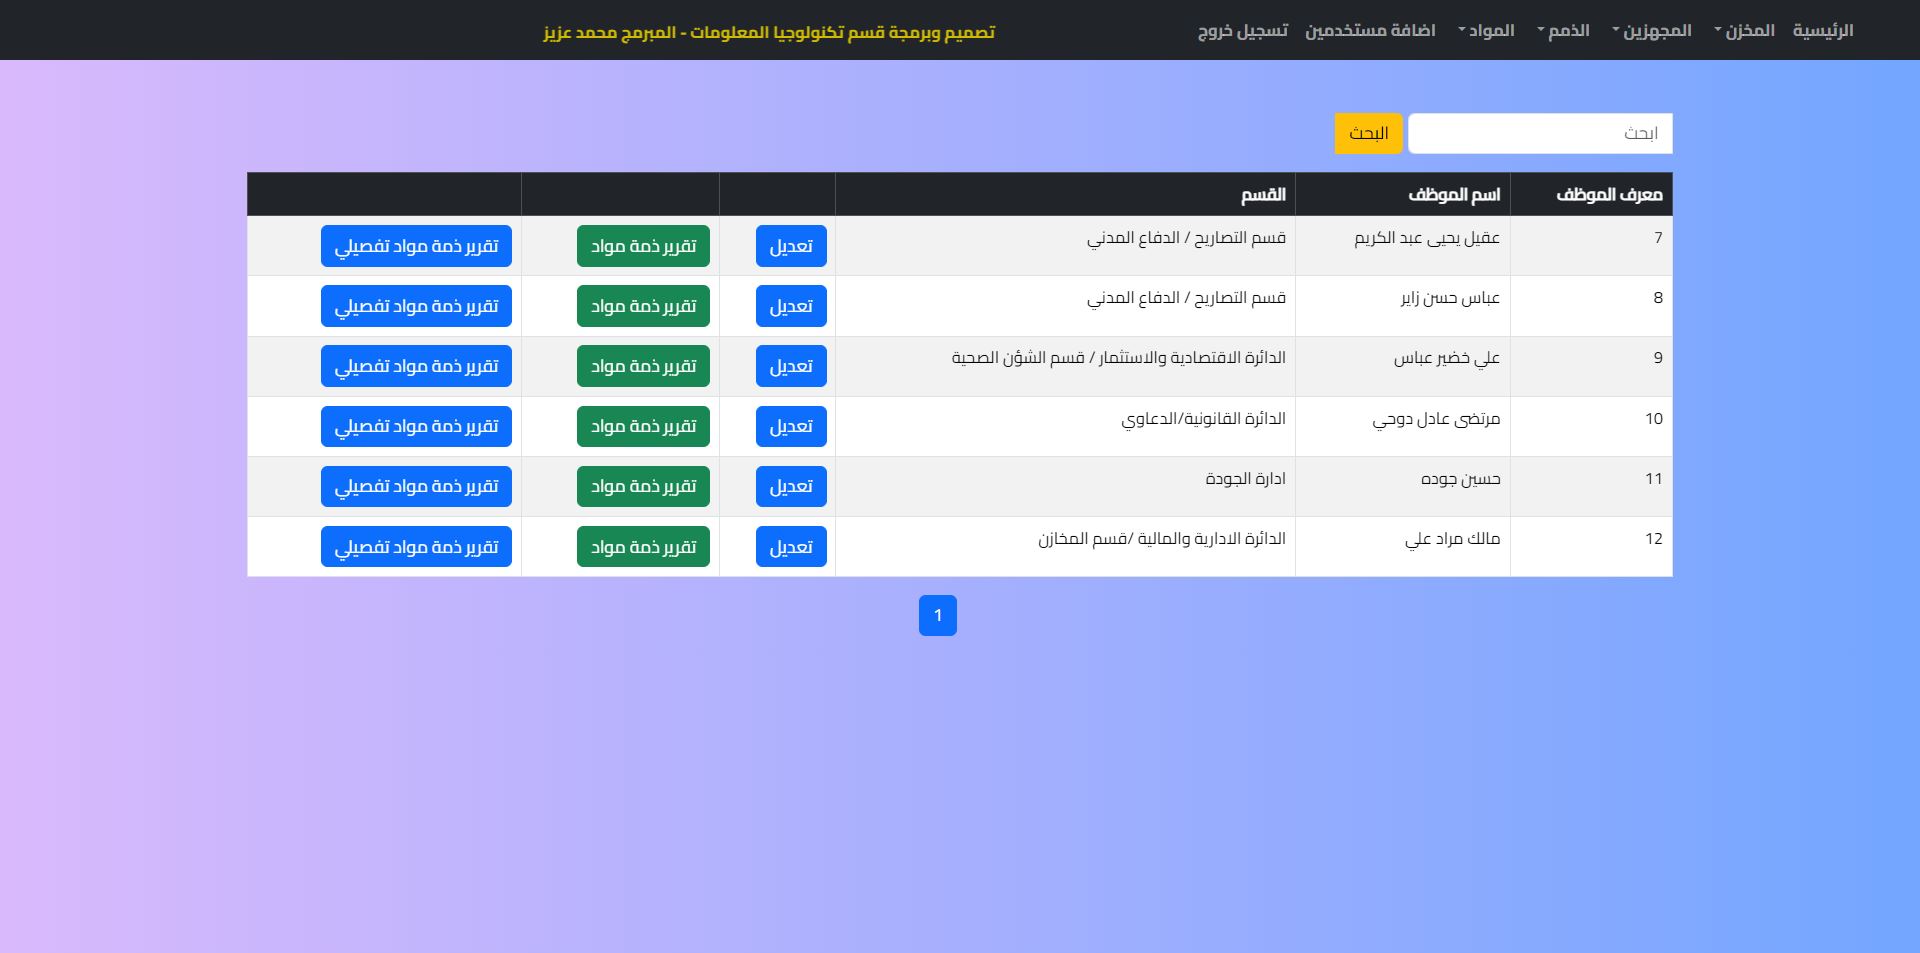 الرئيسية المخزن المجهزين الذمم المواد اضافة مستخدمين تسجيل خروج تصميم وبرمجة قسم تكنولوجيا المعلومات - المبرمج محمد عزيز
ابحث البحث
معرف الموظف اسم الموظف القسم
7 عقيل يحيى عبد الكريم قسم التصاريح / الدفاع المدني تعديل تقرير ذمة مواد تقرير ذمة مواد تفصيلي
8 عباس حسن زاير قسم التصاريح / الدفاع المدني تعديل تقرير ذمة مواد تقرير ذمة مواد تفصيلي
9 علي خضير عباس الدائرة الاقتصادية والاستثمار / قسم الشؤن الصحية تعديل تقرير ذمة مواد تقرير ذمة مواد تفصيلي
10 مرتضى عادل دوحي الدائرة القانونية/الدعاوي تعديل تقرير ذمة مواد تقرير ذمة مواد تفصيلي
11 حسين جوده ادارة الجودة تعديل تقرير ذمة مواد تقرير ذمة مواد تفصيلي
12 مالك مراد علي الدائرة الادارية والمالية /قسم المخازن تعديل تقرير ذمة مواد تقرير ذمة مواد تفصيلي
1